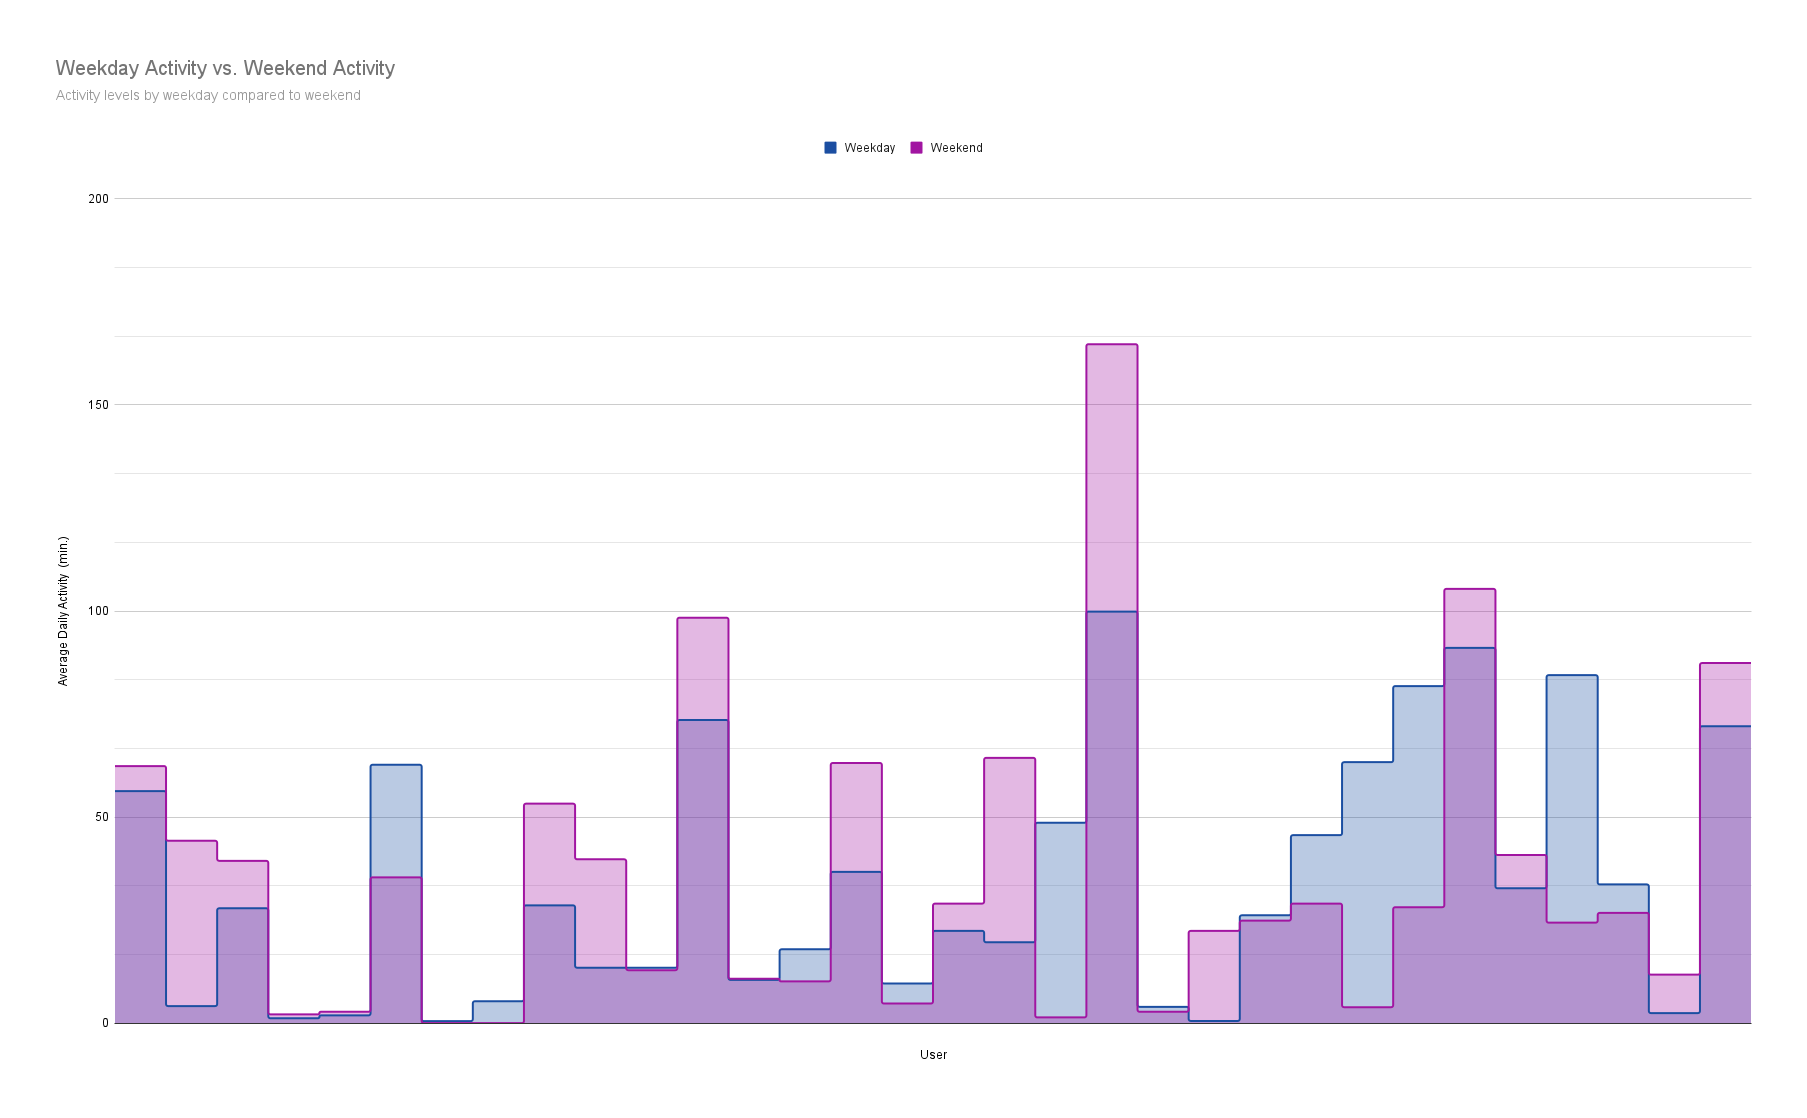 Weekday Activity vs. Weekend Activity
Activity levels by weekday compared to weekend
Weekday Weekend
200
150
100
50
0
Average Daily Activity (min.)
User